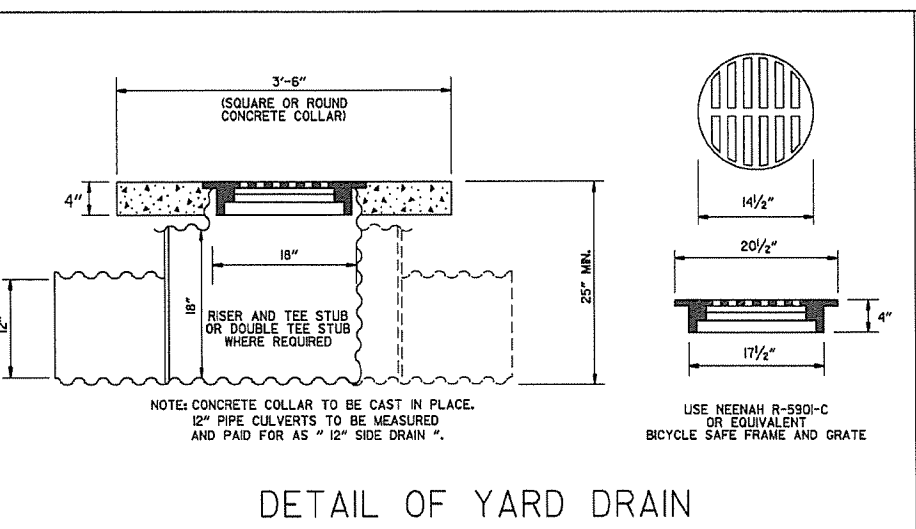 3'-6"
(SQUARE OR ROUND
CONCRETE COLLAR)
4"
18"
18"
12"
25" MIN.
RISER AND TEE STUB
OR DOUBLE TEE STUB
WHERE REQUIRED
NOTE: CONCRETE COLLAR TO BE CAST IN PLACE.
12" PIPE CULVERTS TO BE MEASURED
AND PAID FOR AS " 12" SIDE DRAIN ".
14½"
20½"
4"
17½"
USE NEENAH R-5901-C
OR EQUIVALENT
BICYCLE SAFE FRAME AND GRATE
DETAIL OF YARD DRAIN